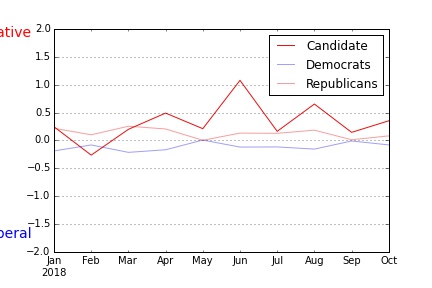 2.0
ative
1.5
1.0
0.5
0.0
−0.5
−1.0
−1.5
beral
−2.0
Candidate
Democrats
Republicans
Jan Feb Mar Apr May Jun Jul Aug Sep Oct
2018